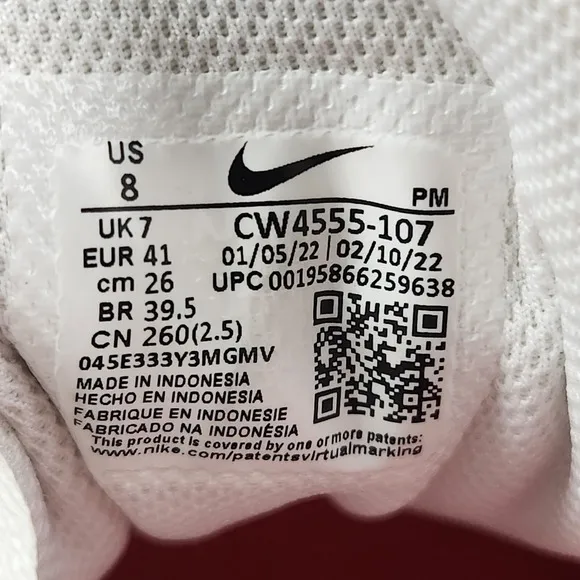 US
8
PM
UK 7
CW4555-107
EUR 41
01/05/22 | 02/10/22
cm 26
UPC 00195866259638
BR 39.5
CN 260(2.5)
045E333Y3MGMV
MADE IN INDONESIA
HECHO EN INDONESIA
FABRIQUE EN INDONESIE
FABRICADO NA INDONÉSIA
This product is covered by one or more patents:
www.nike.com/patentsvirtualmarking